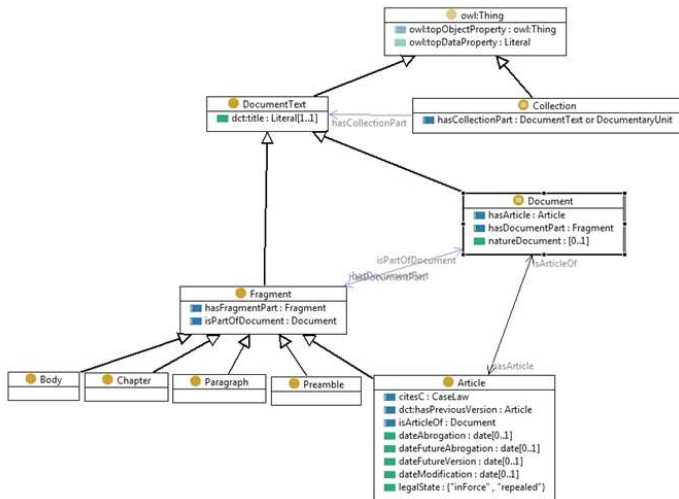 owl:Thing
owl:topObjectProperty : owl:Thing
owl:topDataProperty : Literal
DocumentText
dct:title : Literal[1..1]
hasCollectionPart
Collection
hasCollectionPart : DocumentText or DocumentaryUnit
Document
hasArticle : Article
hasDocumentPart : Fragment
natureDocument : [0..1]
isPartOfDocument
hasDocumentPart
isArticleOf
Fragment
hasFragmentPart : Fragment
isPartOfDocument : Document
hasArticle
Body
Chapter
Paragraph
Preamble
Article
citesC : CaseLaw
dct:hasPreviousVersion : Article
isArticleOf : Document
dateAbrogation : date[0..1]
dateFutureAbrogation : date[0..1]
dateFutureVersion : date[0..1]
dateModification : date[0..1]
legalState : {"inForce" , "repealed"}